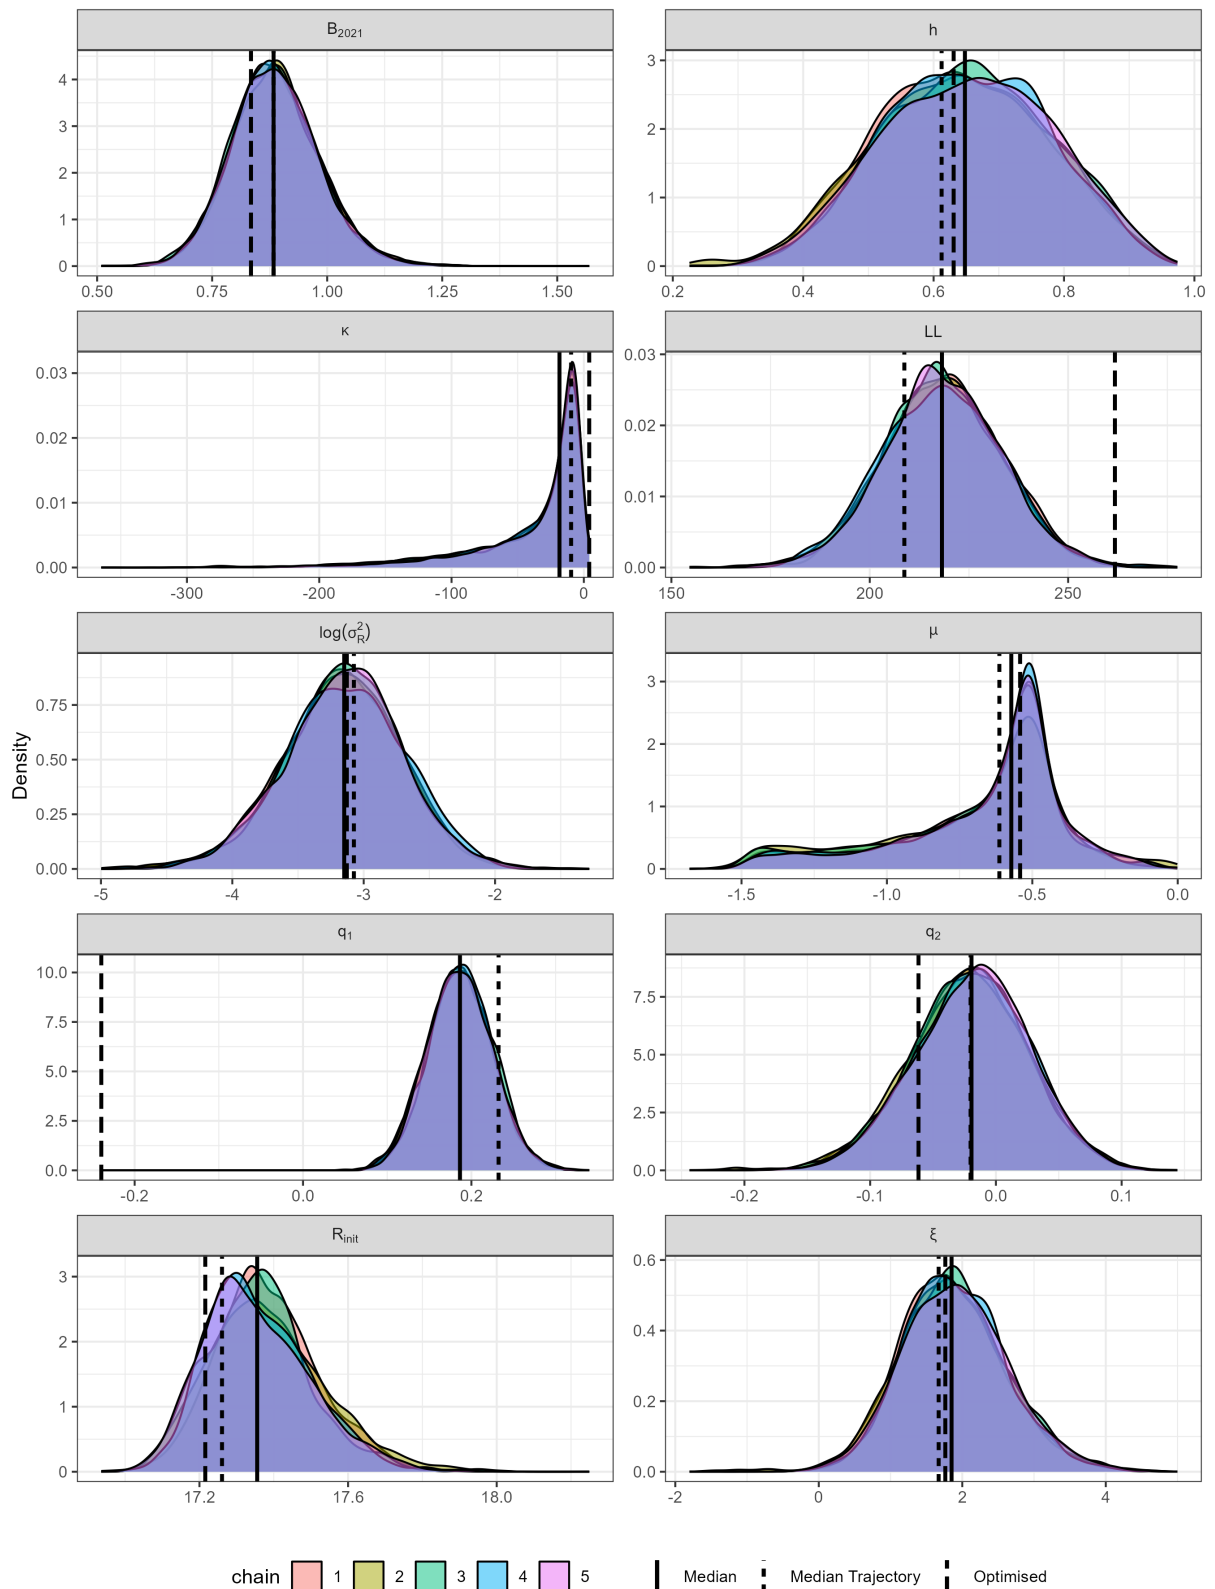 B2021
h
4
3
2
1
0
0.50 0.75 1.00 1.25 1.50
3
2
1
0
0.2 0.4 0.6 0.8 1.0
κ
LL
0.03
0.02
0.01
0.00
-300 -200 -100 0
0.03
0.02
0.01
0.00
150 200 250
log(σ²R)
μ
Density
0.75
0.50
0.25
0.00
-5 -4 -3 -2
3
2
1
0
-1.5 -1.0 -0.5 0.0
q1
q2
10.0
7.5
5.0
2.5
0.0
-0.2 0.0 0.2
7.5
5.0
2.5
0.0
-0.2 -0.1 0.0 0.1
Rinit
ξ
3
2
1
0
17.2 17.6 18.0
0.6
0.4
0.2
0.0
-2 0 2 4
chain 1 2 3 4 5 Median Median Trajectory Optimised